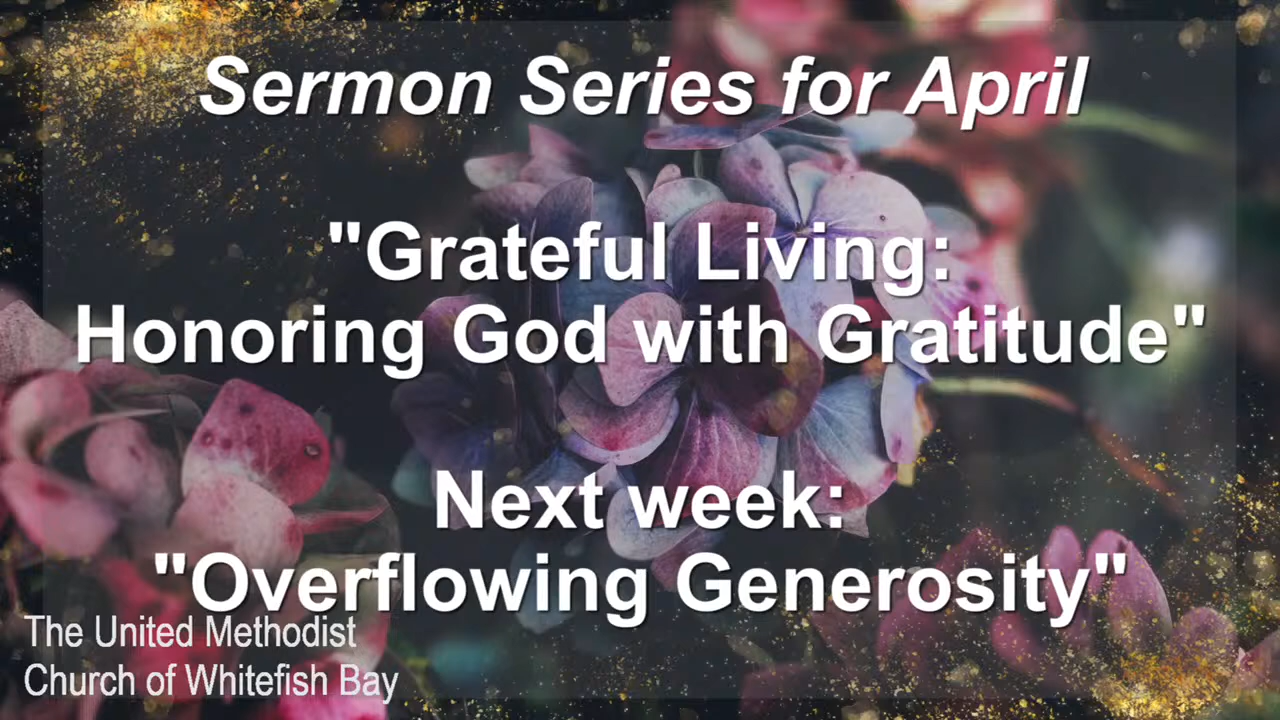 Sermon Series for April
"Grateful Living:
Honoring God with Gratitude"
Next week:
"Overflowing Generosity"
The United Methodist
Church of Whitefish Bay